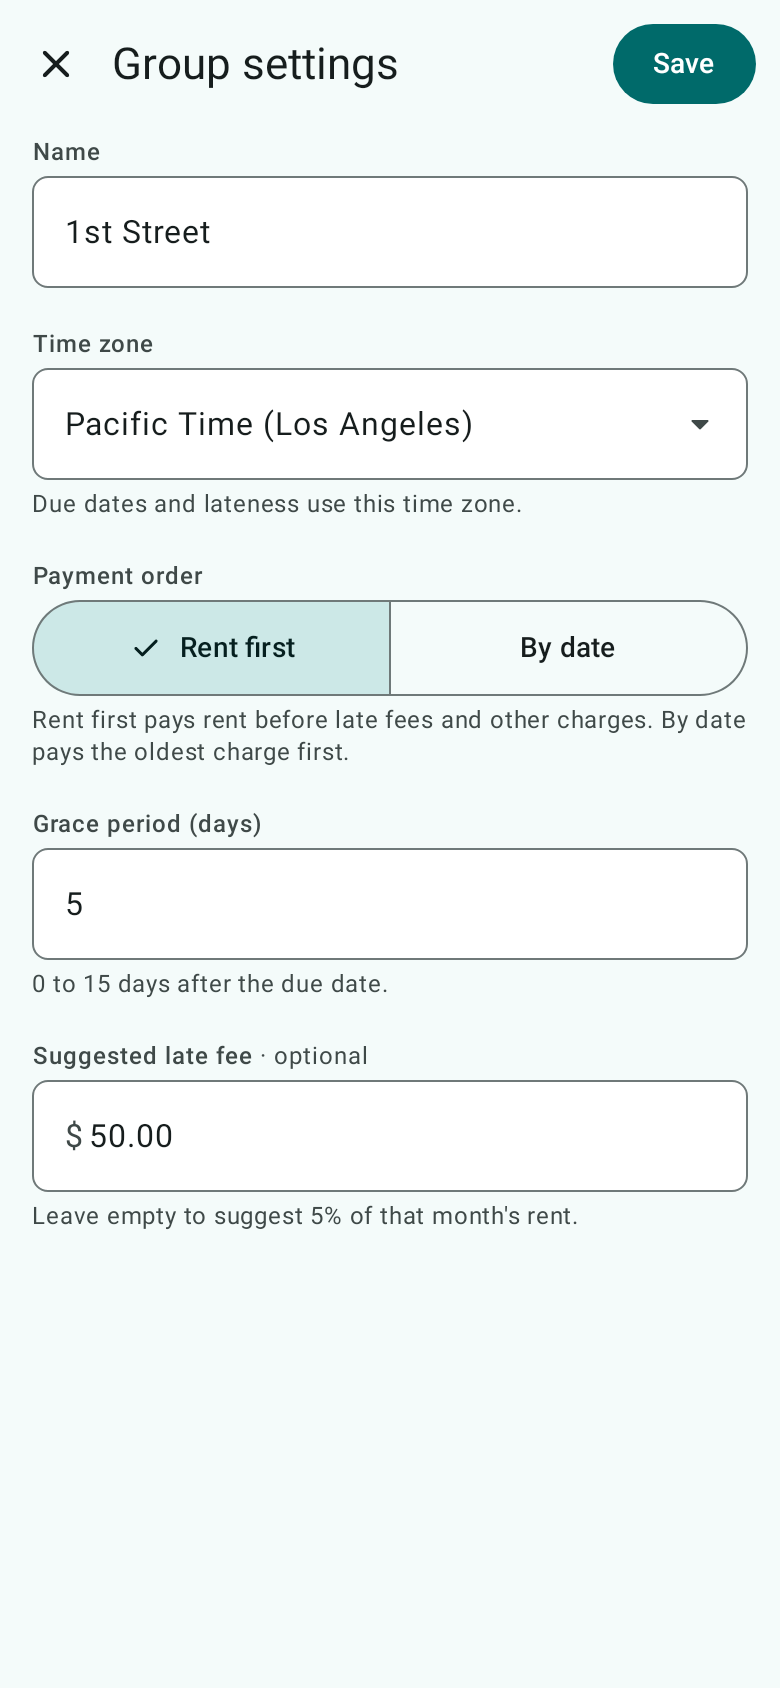 Group settings
Save
Name
1st Street
Time zone
Pacific Time (Los Angeles)
Due dates and lateness use this time zone.
Payment order
Rent first
By date
Rent first pays rent before late fees and other charges. By date
pays the oldest charge first.
Grace period (days)
5
0 to 15 days after the due date.
Suggested late fee · optional
$ 50.00
Leave empty to suggest 5% of that month's rent.